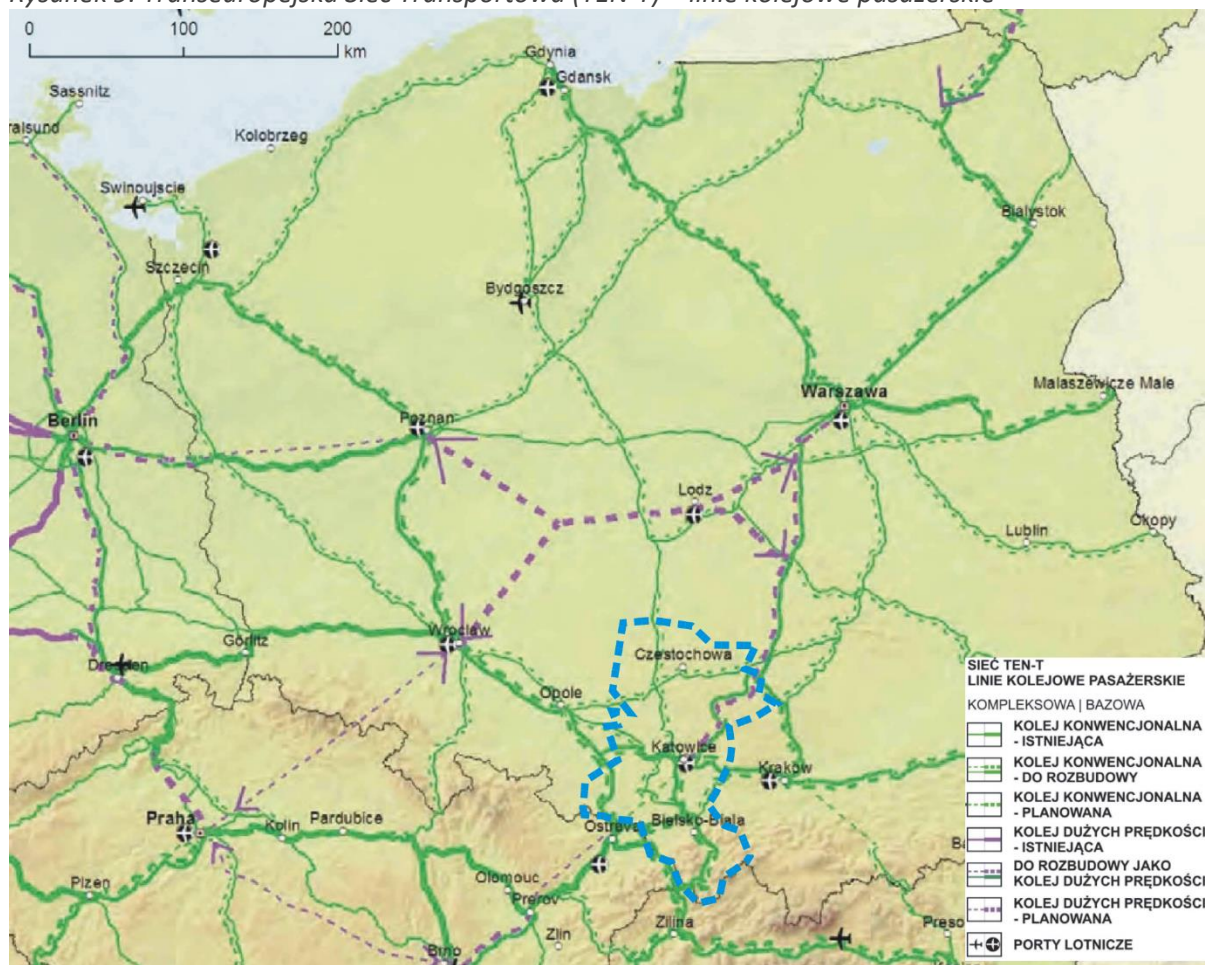 Rysunek 5. Transeuropejska Sieć Transportowa (TEN-T) – linie kolejowe pasażerskie
0 100 200
km
Gdynia
Gdansk
Sassnitz
ralsund
Kolobrzeg
Swinoujscie
Bialystok
Szczecin
Bydgoszcz
Warszawa
Malaszewicze Male
Berlin
Poznan
Lodz
Lublin
Okopy
Wroclaw
Görlitz
Czestochowa
Dresden
Opole
Katowice
Kraków
Praha
Kolin
Pardubice
Ostrava
Bielsko-Biala
Olomouc
Plzen
Prerov
Zlin
Zilina
Brno
Ba
Preso
SIEĆ TEN-T
LINIE KOLEJOWE PASAŻERSKIE
KOMPLEKSOWA | BAZOWA
KOLEJ KONWENCJONALNA
- ISTNIEJĄCA
KOLEJ KONWENCJONALNA
- DO ROZBUDOWY
KOLEJ KONWENCJONALNA
- PLANOWANA
KOLEJ DUŻYCH PRĘDKOŚCI
- ISTNIEJĄCA
DO ROZBUDOWY JAKO
KOLEJ DUŻYCH PRĘDKOŚCI
KOLEJ DUŻYCH PRĘDKOŚCI
- PLANOWANA
PORTY LOTNICZE